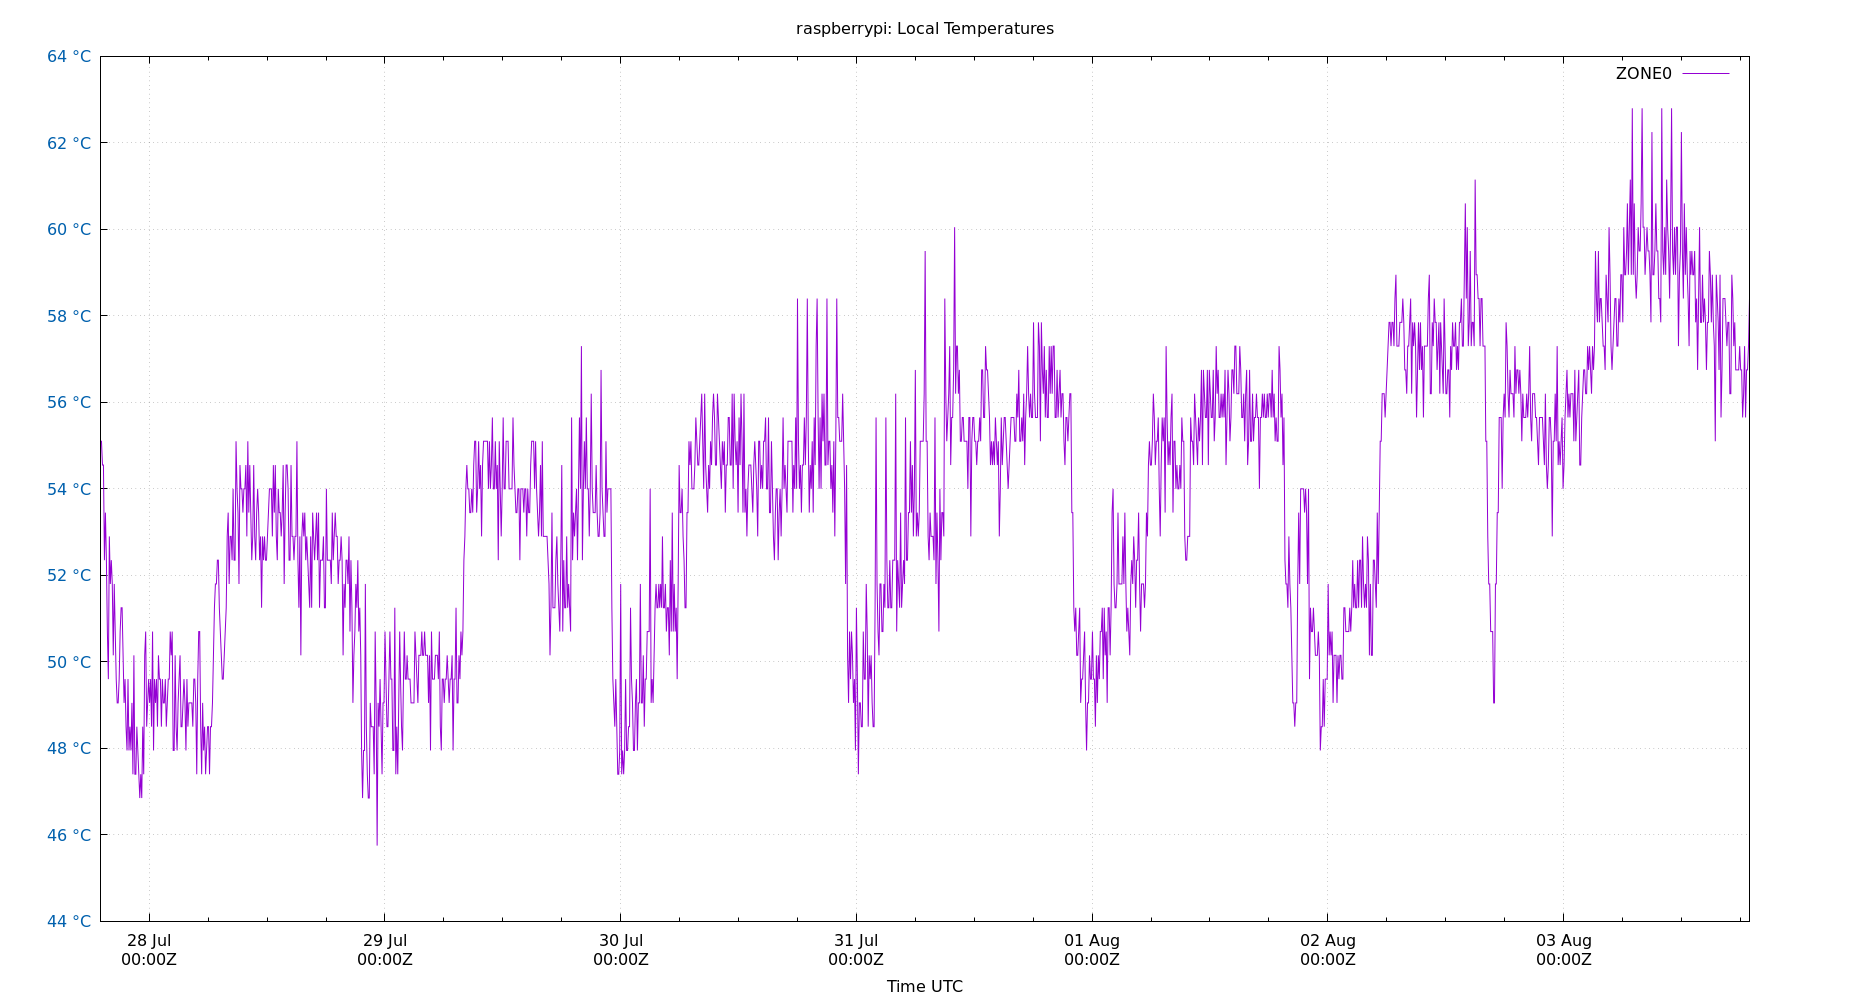 raspberrypi: Local Temperatures
64 °C
ZONE0
62 °C
60 °C
58 °C
56 °C
54 °C
52 °C
50 °C
48 °C
46 °C
44 °C
28 Jul 29 Jul 30 Jul 31 Jul 01 Aug 02 Aug 03 Aug
00:00Z 00:00Z 00:00Z 00:00Z 00:00Z 00:00Z 00:00Z
Time UTC